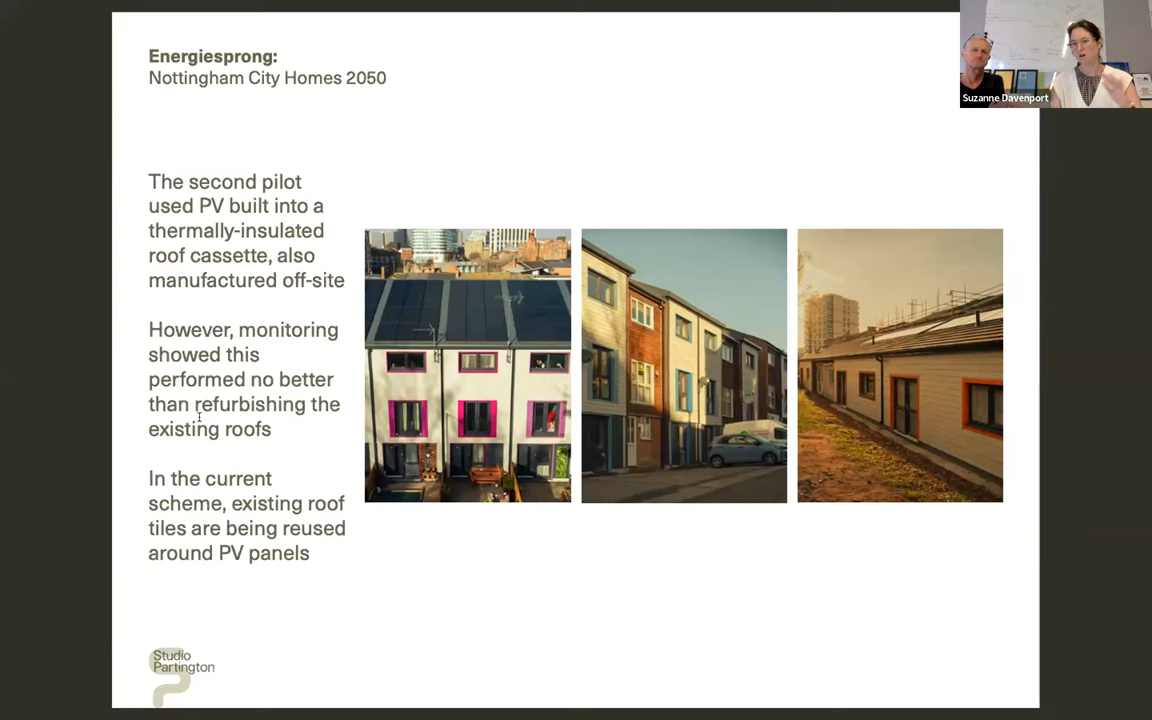 Energiesprong:
Nottingham City Homes 2050
Suzanne Davenport
The second pilot
used PV built into a
thermally-insulated
roof cassette, also
manufactured off-site
However, monitoring
showed this
performed no better
than refurbishing the
existing roofs
In the current
scheme, existing roof
tiles are being reused
around PV panels
Studio
Partington